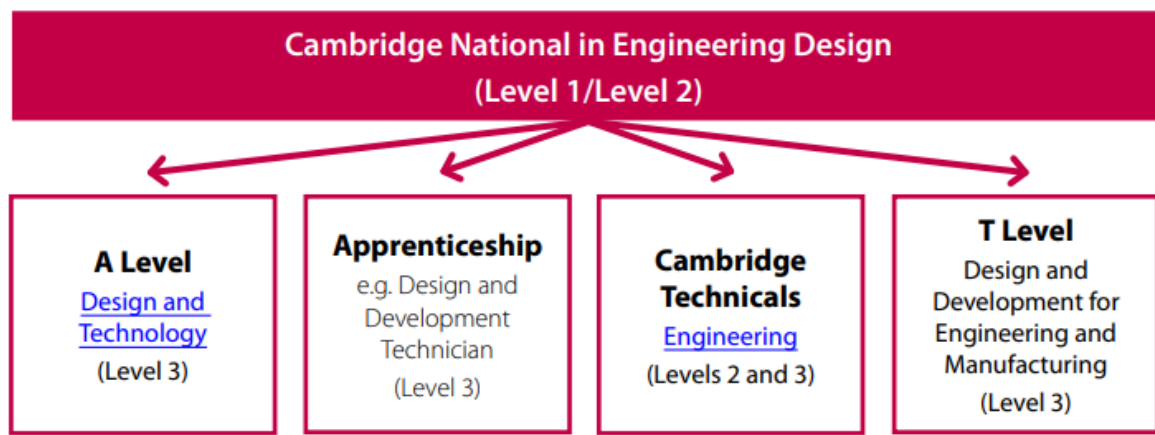 Cambridge National in Engineering Design
(Level 1/Level 2)
A Level
Design and
Technology
(Level 3)
Apprenticeship
e.g. Design and
Development
Technician
(Level 3)
Cambridge
Technicals
Engineering
(Levels 2 and 3)
T Level
Design and
Development for
Engineering and
Manufacturing
(Level 3)